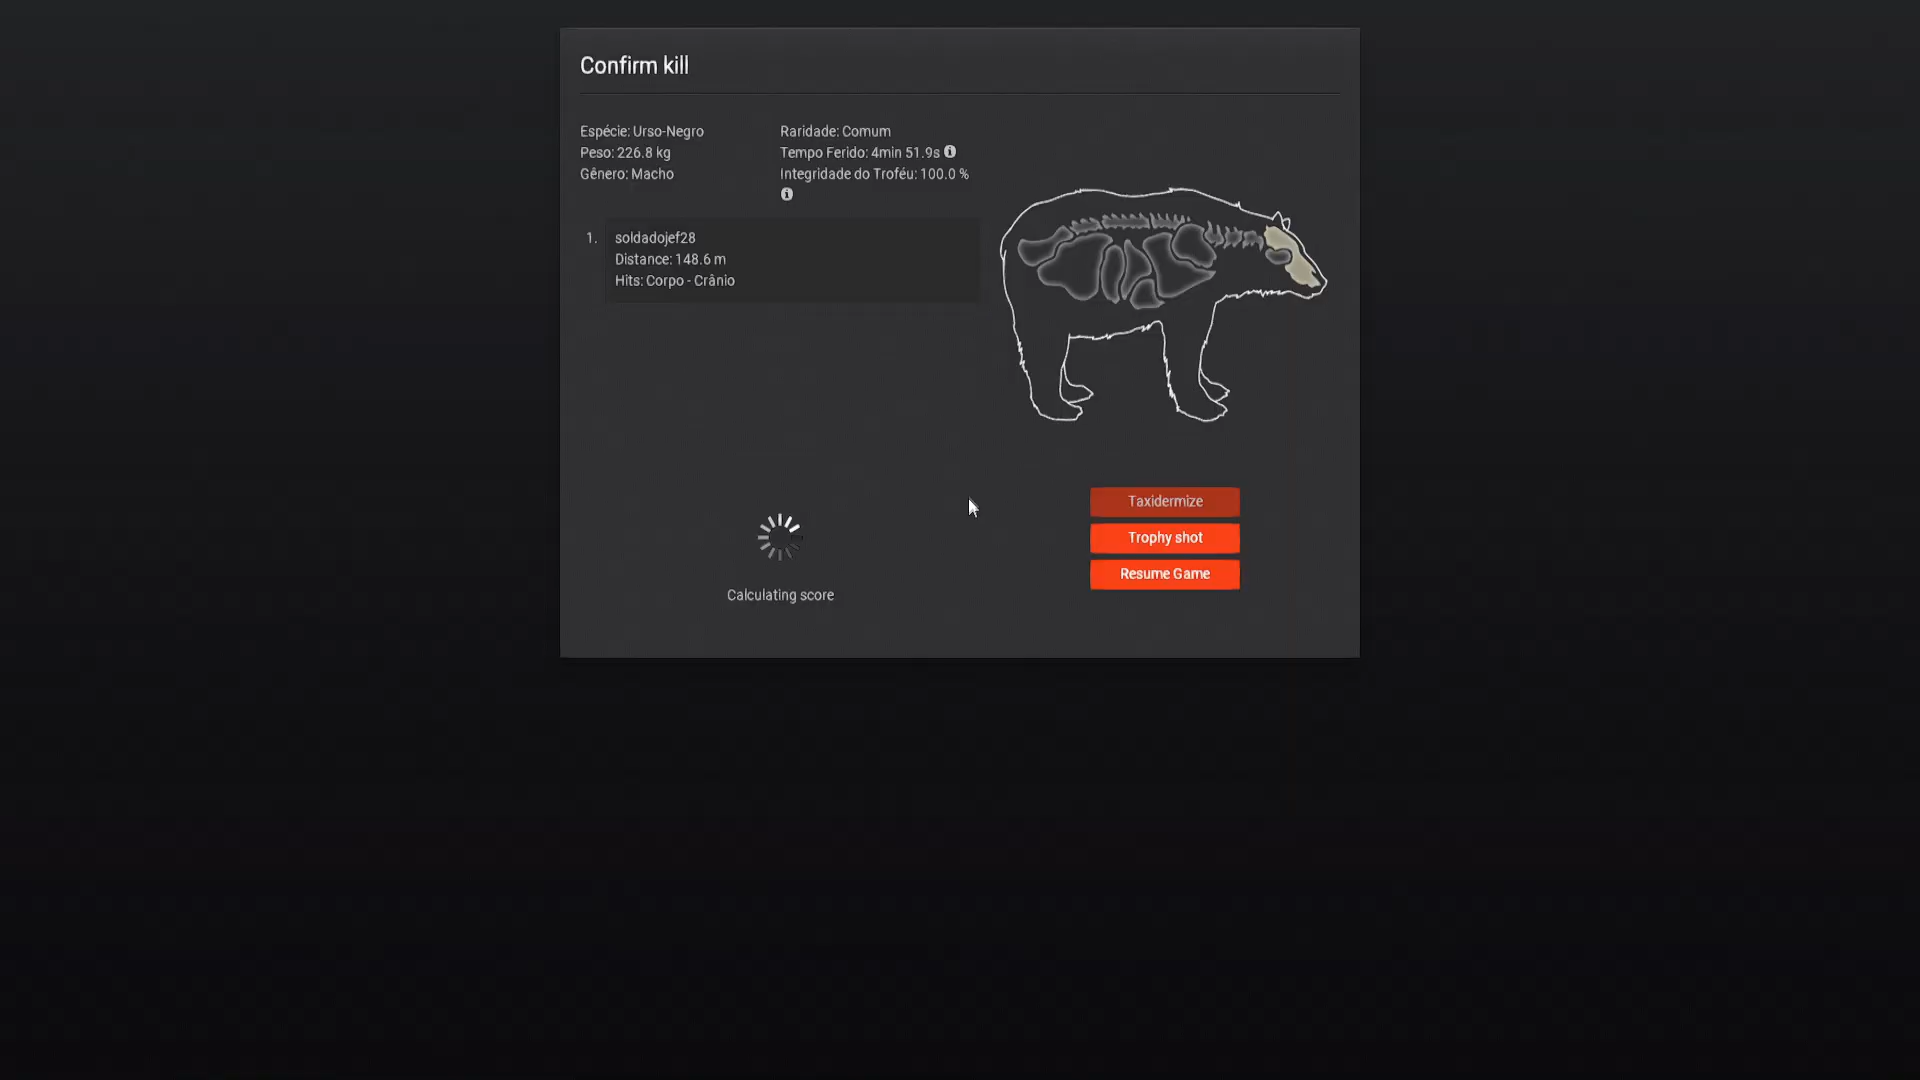 Confirm kill
Espécie: Urso-Negro
Peso: 226.8 kg
Gênero: Macho
Raridade: Comum
Tempo Ferido: 4min 51.9s
Integridade do Troféu: 100.0 %
1.
soldadojef28
Distance: 148.6 m
Hits: Corpo - Crânio
Calculating score
Taxidermize
Trophy shot
Resume Game